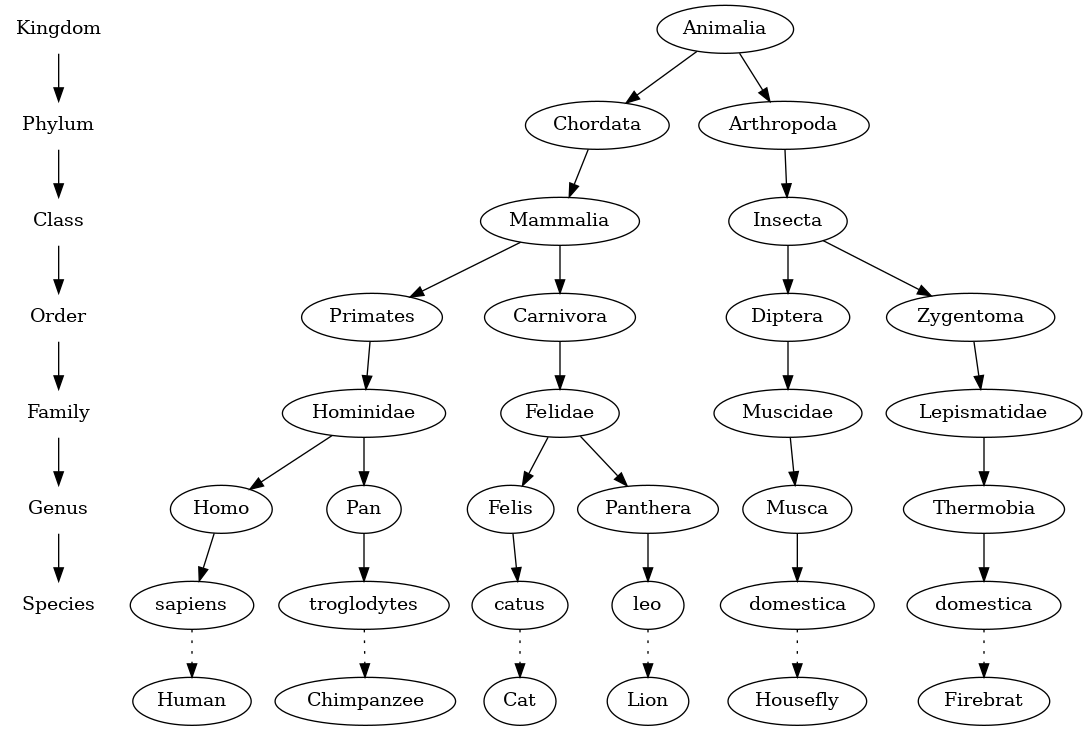 Kingdom Animalia
Phylum Chordata Arthropoda
Class Mammalia Insecta
Order Primates Carnivora Diptera Zygentoma
Family Hominidae Felidae Muscidae Lepismatidae
Genus Homo Pan Felis Panthera Musca Thermobia
Species sapiens troglodytes catus leo domestica domestica
Human Chimpanzee Cat Lion Housefly Firebrat